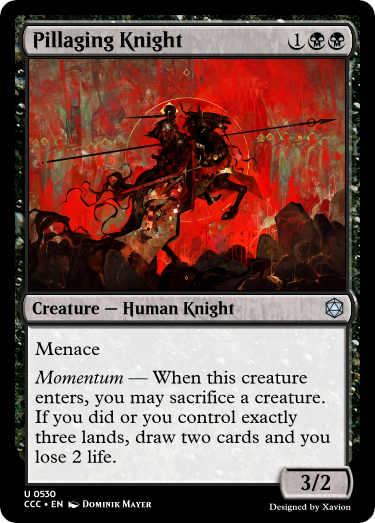 Pillaging Knight 1
Creature — Human Knight
Menace
Momentum — When this creature
enters, you may sacrifice a creature.
If you did or you control exactly
three lands, draw two cards and you
lose 2 life.
3/2
U 0530
CCC • EN Dominik Mayer
Designed by Xavion